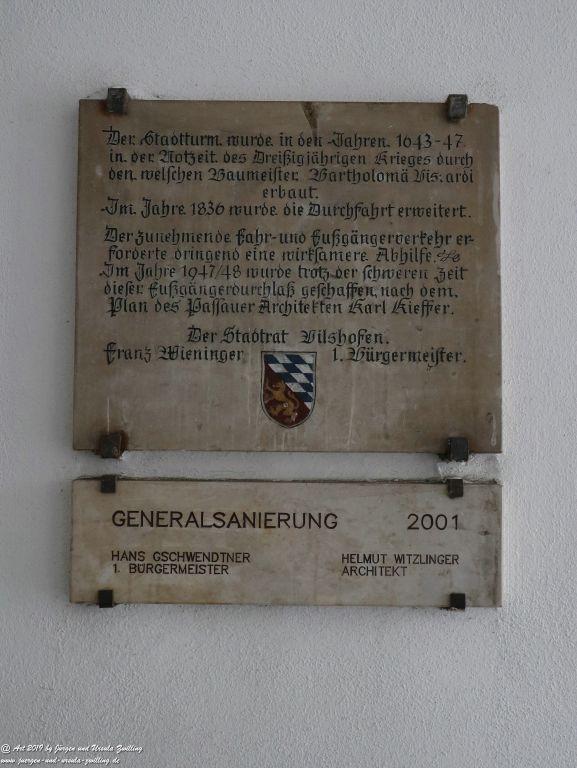 Der Stadtturm wurde in den Jahren 1643-47
in der Notzeit des Dreißigjährigen Krieges durch
den welschen Baumeister Bartholomä Viscardi
erbaut.
Im Jahre 1836 wurde die Durchfahrt erweitert.
Der zunehmende Fahr- und Fußgängerverkehr er-
forderte dringend eine wirksamere Abhilfe.
Im Jahre 1947/48 wurde trotz der schweren Zeit
dieser Fußgängerdurchlaß geschaffen, nach dem
Plan des Passauer Architekten Karl Kieffer.
Der Stadtrat Vilshofen.
Franz Wieninger 1. Bürgermeister.
GENERALSANIERUNG 2001
HANS GSCHWENDTNER HELMUT WITZLINGER
1. BÜRGERMEISTER ARCHITEKT
@ Art 2019 by Jürgen und Ursula Zwilling
www.juergen-und-ursula-zwilling.de